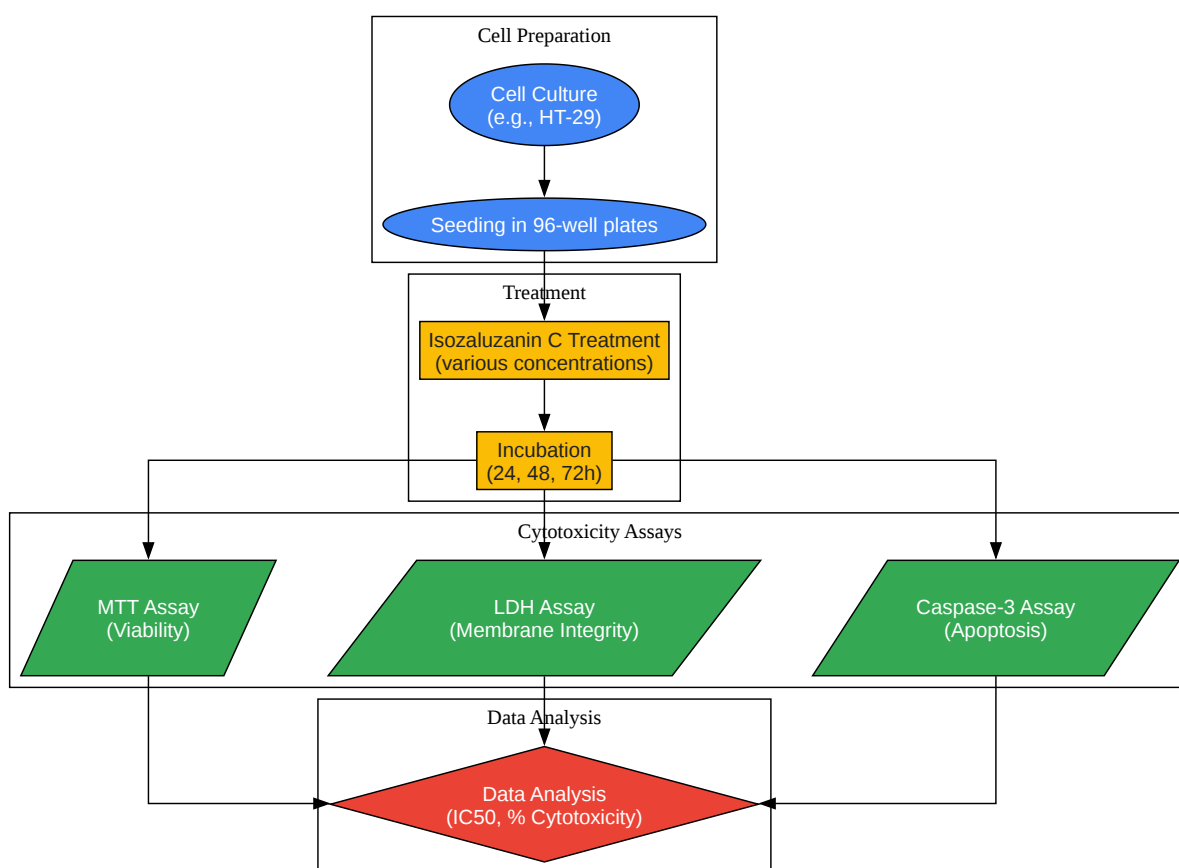 Cell Preparation
Cell Culture
(e.g., HT-29)
Seeding in 96-well plates
Treatment
Isozaluzanin C Treatment
(various concentrations)
Incubation
(24, 48, 72h)
Cytotoxicity Assays
MTT Assay
(Viability)
LDH Assay
(Membrane Integrity)
Caspase-3 Assay
(Apoptosis)
Data Analysis
Data Analysis
(IC50, % Cytotoxicity)